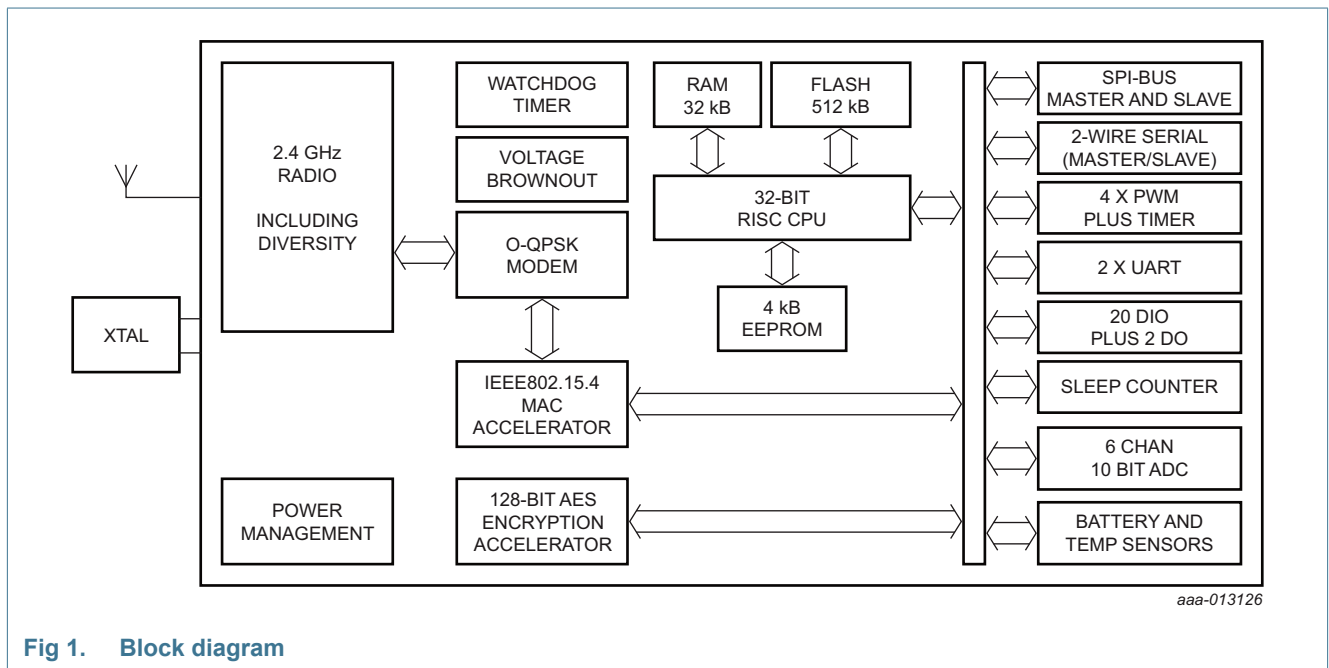 2.4 GHz
RADIO
INCLUDING
DIVERSITY
XTAL
POWER
MANAGEMENT
WATCHDOG
TIMER
VOLTAGE
BROWNOUT
O-QPSK
MODEM
IEEE802.15.4
MAC
ACCELERATOR
128-BIT AES
ENCRYPTION
ACCELERATOR
RAM
32 kB
FLASH
512 kB
32-BIT
RISC CPU
4 kB
EEPROM
SPI-BUS
MASTER AND SLAVE
2-WIRE SERIAL
(MASTER/SLAVE)
4 X PWM
PLUS TIMER
2 X UART
20 DIO
PLUS 2 DO
SLEEP COUNTER
6 CHAN
10 BIT ADC
BATTERY AND
TEMP SENSORS
aaa-013126
Fig 1. Block diagram